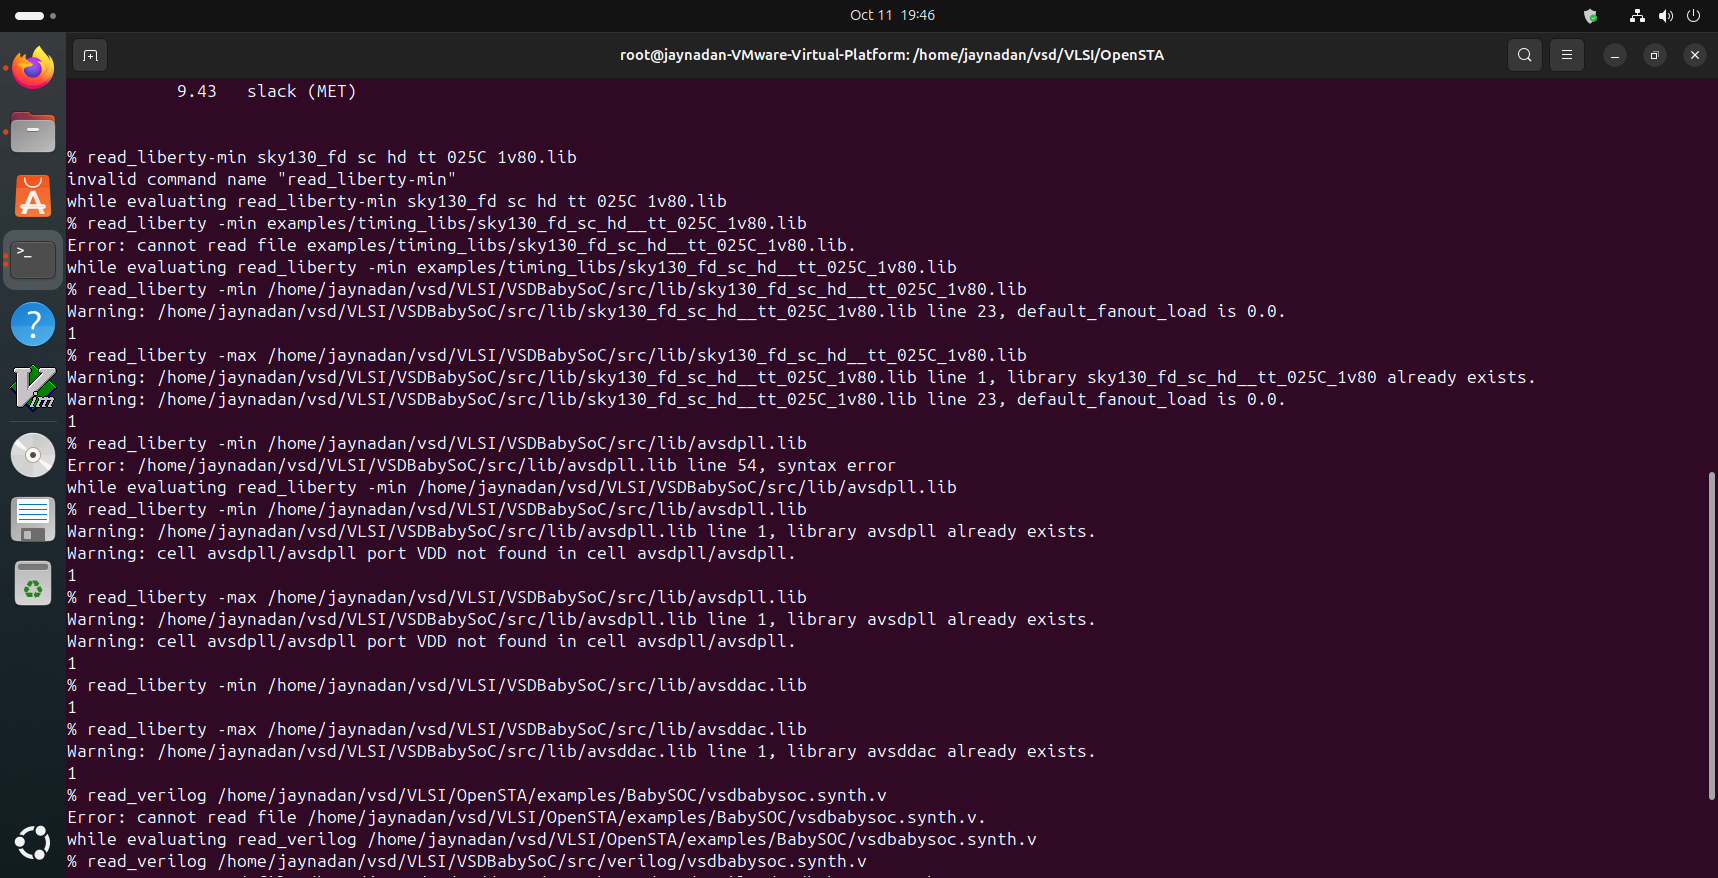 Oct 11 19:46
root@jaynadan-VMware-Virtual-Platform: /home/jaynadan/vsd/VLSI/OpenSTA
9.43 slack (MET)
% read_liberty-min sky130_fd sc hd tt 025C 1v80.lib
invalid command name "read_liberty-min"
while evaluating read_liberty-min sky130_fd sc hd tt 025C 1v80.lib
% read_liberty -min examples/timing_libs/sky130_fd_sc_hd__tt_025C_1v80.lib
Error: cannot read file examples/timing_libs/sky130_fd_sc_hd__tt_025C_1v80.lib.
while evaluating read_liberty -min examples/timing_libs/sky130_fd_sc_hd__tt_025C_1v80.lib
% read_liberty -min /home/jaynadan/vsd/VLSI/VSDBabySoC/src/lib/sky130_fd_sc_hd__tt_025C_1v80.lib
Warning: /home/jaynadan/vsd/VLSI/VSDBabySoC/src/lib/sky130_fd_sc_hd__tt_025C_1v80.lib line 23, default_fanout_load is 0.0.
1
% read_liberty -max /home/jaynadan/vsd/VLSI/VSDBabySoC/src/lib/sky130_fd_sc_hd__tt_025C_1v80.lib
Warning: /home/jaynadan/vsd/VLSI/VSDBabySoC/src/lib/sky130_fd_sc_hd__tt_025C_1v80.lib line 1, library sky130_fd_sc_hd__tt_025C_1v80 already exists.
Warning: /home/jaynadan/vsd/VLSI/VSDBabySoC/src/lib/sky130_fd_sc_hd__tt_025C_1v80.lib line 23, default_fanout_load is 0.0.
1
% read_liberty -min /home/jaynadan/vsd/VLSI/VSDBabySoC/src/lib/avsdpll.lib
Error: /home/jaynadan/vsd/VLSI/VSDBabySoC/src/lib/avsdpll.lib line 54, syntax error
while evaluating read_liberty -min /home/jaynadan/vsd/VLSI/VSDBabySoC/src/lib/avsdpll.lib
% read_liberty -min /home/jaynadan/vsd/VLSI/VSDBabySoC/src/lib/avsdpll.lib
Warning: /home/jaynadan/vsd/VLSI/VSDBabySoC/src/lib/avsdpll.lib line 1, library avsdpll already exists.
Warning: cell avsdpll/avsdpll port VDD not found in cell avsdpll/avsdpll.
1
% read_liberty -max /home/jaynadan/vsd/VLSI/VSDBabySoC/src/lib/avsdpll.lib
Warning: /home/jaynadan/vsd/VLSI/VSDBabySoC/src/lib/avsdpll.lib line 1, library avsdpll already exists.
Warning: cell avsdpll/avsdpll port VDD not found in cell avsdpll/avsdpll.
1
% read_liberty -min /home/jaynadan/vsd/VLSI/VSDBabySoC/src/lib/avsddac.lib
1
% read_liberty -max /home/jaynadan/vsd/VLSI/VSDBabySoC/src/lib/avsddac.lib
Warning: /home/jaynadan/vsd/VLSI/VSDBabySoC/src/lib/avsddac.lib line 1, library avsddac already exists.
1
% read_verilog /home/jaynadan/vsd/VLSI/OpenSTA/examples/BabySOC/vsdbabysoc.synth.v
Error: cannot read file /home/jaynadan/vsd/VLSI/OpenSTA/examples/BabySOC/vsdbabysoc.synth.v.
while evaluating read_verilog /home/jaynadan/vsd/VLSI/OpenSTA/examples/BabySOC/vsdbabysoc.synth.v
% read_verilog /home/jaynadan/vsd/VLSI/VSDBabySoC/src/verilog/vsdbabysoc.synth.v